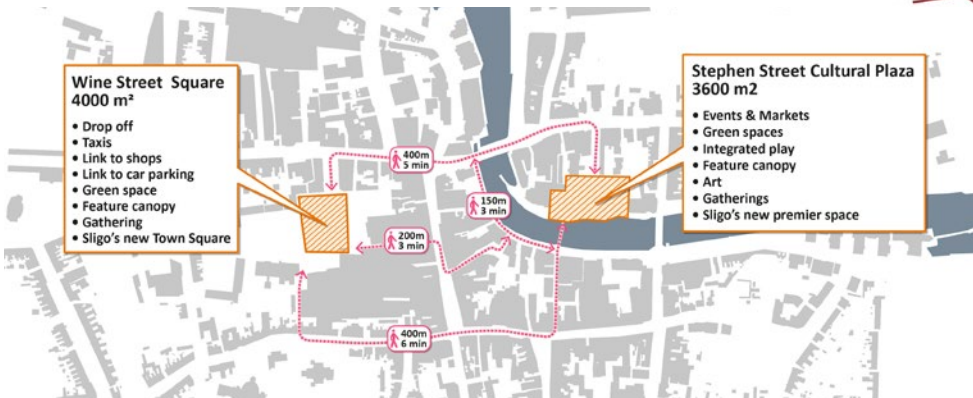 Wine Street Square
4000 m²
• Drop off
• Taxis
• Link to shops
• Link to car parking
• Green space
• Feature canopy
• Gathering
• Sligo's new Town Square
Stephen Street Cultural Plaza
3600 m2
• Events & Markets
• Green spaces
• Integrated play
• Feature canopy
• Art
• Gatherings
• Sligo's new premier space
400m
5 min
150m
3 min
200m
3 min
400m
6 min